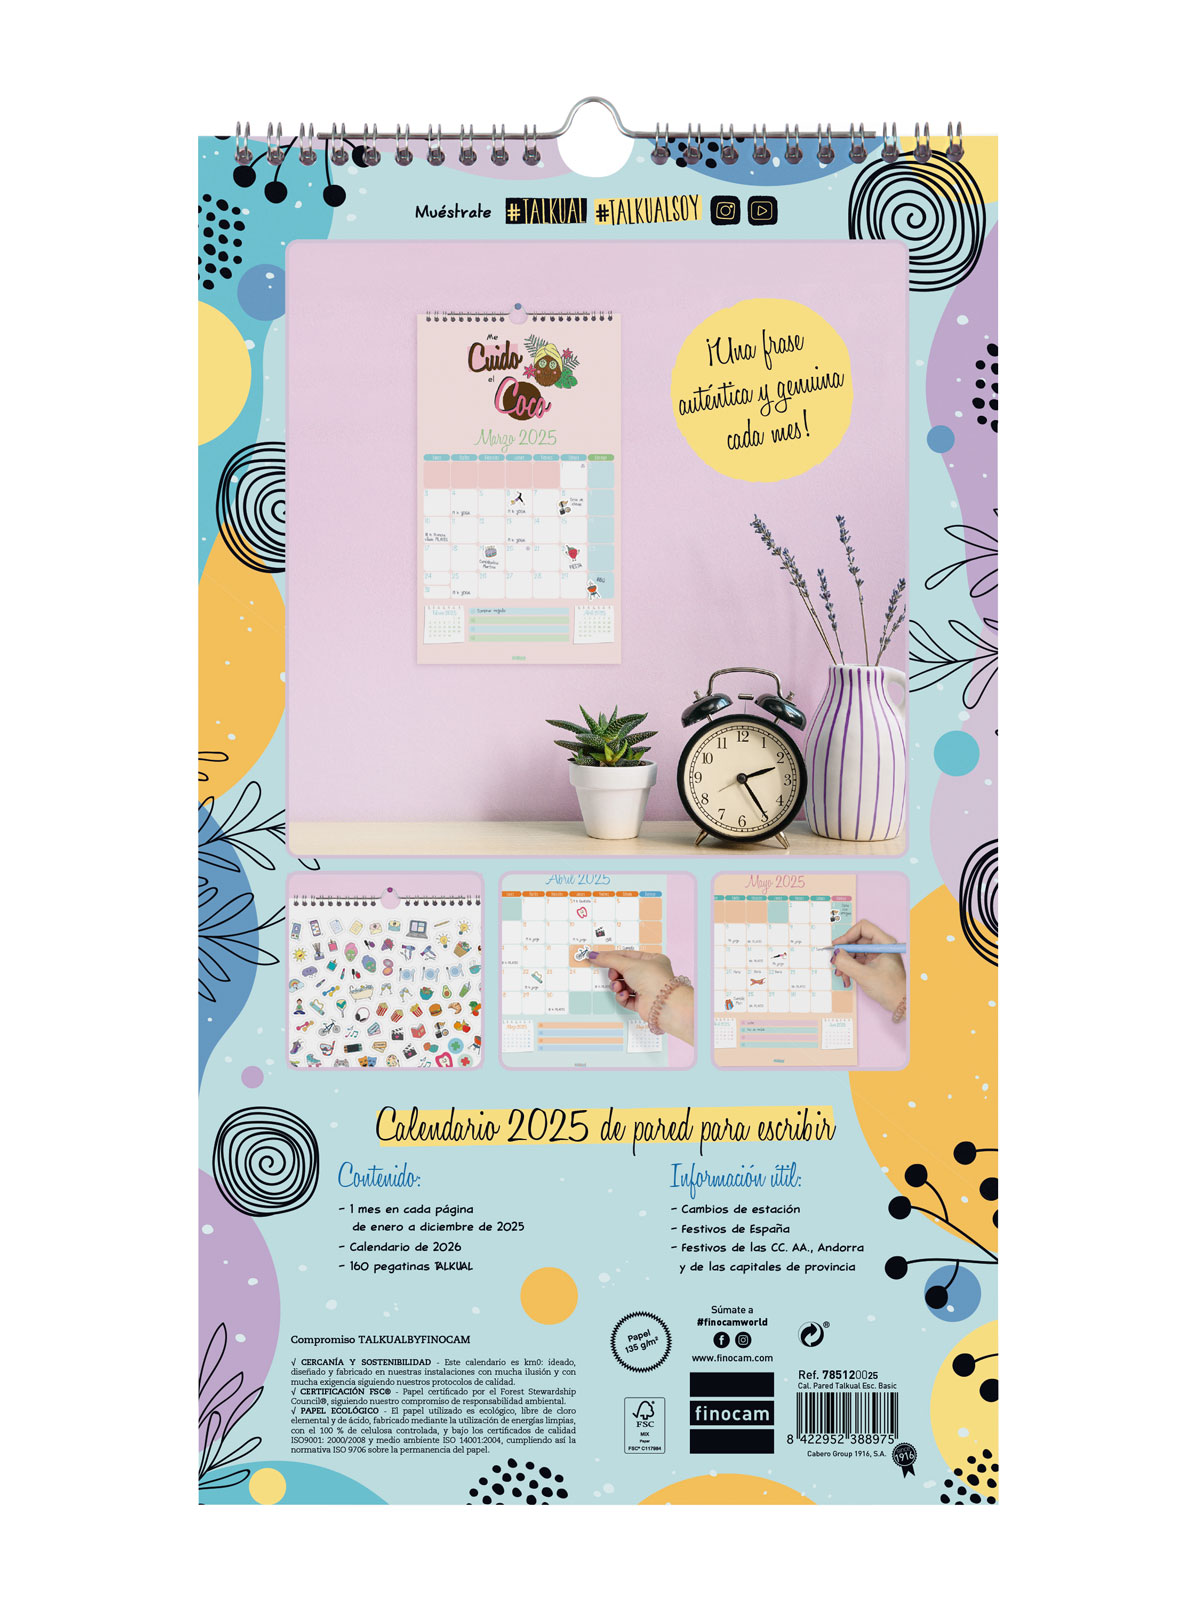 Muéstrate #TALKUAL #TALKUALSOY
¡Una frase
auténtica y genuina
cada mes!
Me
Cuido
el
Coco
Marzo 2025
Abril 2025
Mayo 2025
Calendario 2025 de pared para escribir
Contenido:
- 1 mes en cada página
de enero a diciembre de 2025
- Calendario de 2026
- 160 pegatinas TALKUAL
Información útil:
- Cambios de estación
- Festivos de España
- Festivos de las CC. AA., Andorra
y de las capitales de provincia
Compromiso TALKUALBYFINOCAM
√ CERCANÍA Y SOSTENIBILIDAD - Este calendario es km0: ideado,
diseñado y fabricado en nuestras instalaciones con mucha ilusión y con
mucha exigencia siguiendo nuestros protocolos de calidad.
√ CERTIFICACIÓN FSC® - Papel certificado por el Forest Stewardship
Council®, siguiendo nuestro compromiso de responsabilidad ambiental.
√ PAPEL ECOLÓGICO - El papel utilizado es ecológico, libre de cloro
elemental y de ácido, fabricado mediante la utilización de energías limpias,
con el 100 % de celulosa controlada, y bajo los certificados de calidad
ISO9001: 2000/2008 y medio ambiente ISO 14001:2004, cumpliendo así la
normativa ISO 9706 sobre la permanencia del papel.
Papel
135 g/m²
FSC
MIX
Paper
FSC® C117984
Súmate a
#finocamworld
www.finocam.com
finocam
®
Ref. 785120025
Cal. Pared Talkual Esc. Basic
8 422952 388975
Cabero Group 1916, S.A.
1916